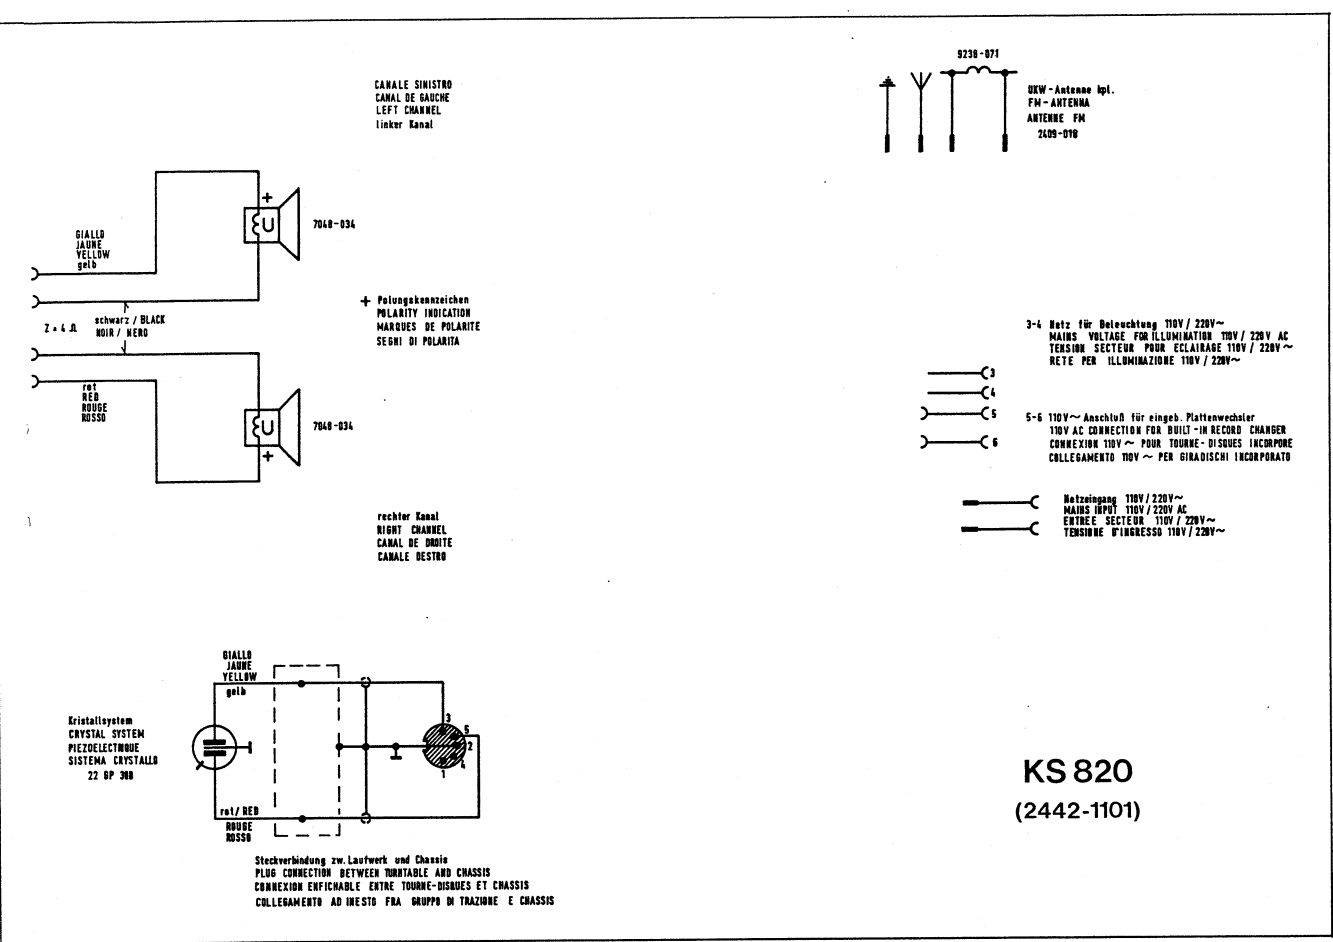 CANALE SINISTRO
CANAL DE GAUCHE
LEFT CHANNEL
linker Kanal
9238-071
UKW-Antenne kpl.
FM-ANTENNA
ANTENNE FM
2409-018
+
U
7048-034
GIALLO
JAUNE
YELLOW
gelb
+ Polungskennzeichen
POLARITY INDICATION
MARQUES DE POLARITE
SEGNI DI POLARITA
Z = 4 Ω
schwarz / BLACK
NOIR / NERO
rot
RED
ROUGE
ROSSO
U
7048-034
+
3-4 Netz für Beleuchtung 110V / 220V~
MAINS VOLTAGE FOR ILLUMINATION 110V / 220V AC
TENSION SECTEUR POUR ECLAIRAGE 110V / 220V~
RETE PER ILLUMINAZIONE 110V / 220V~
3
4
5
6
5-6 110V~ Anschluß für eingeb. Plattenwechsler
110V AC CONNECTION FOR BUILT-IN RECORD CHANGER
CONNEXION 110V ~ POUR TOURNE-DISQUES INCORPORE
COLLEGAMENTO 110V ~ PER GIRADISCHI INCORPORATO
Netzeingang 110V / 220V~
MAINS INPUT 110V / 220V AC
ENTREE SECTEUR 110V / 220V~
TENSIONE D'INGRESSO 110V / 220V~
rechter Kanal
RIGHT CHANNEL
CANAL DE DROITE
CANALE DESTRO
GIALLO
JAUNE
YELLOW
gelb
Kristallsystem
CRYSTAL SYSTEM
PIEZOELECTRIQUE
SISTEMA CRYSTALLO
22 GP
3
5
2
4
1
rot / RED
ROUGE
ROSSO
KS 820
(2442-1101)
Steckverbindung zw. Laufwerk und Chassis
PLUG CONNECTION BETWEEN TURNTABLE AND CHASSIS
CONNEXION ENFICHABLE ENTRE TOURNE-DISQUES ET CHASSIS
COLLEGAMENTO AD INESTO FRA GRUPPO DI TRAZIONE E CHASSIS